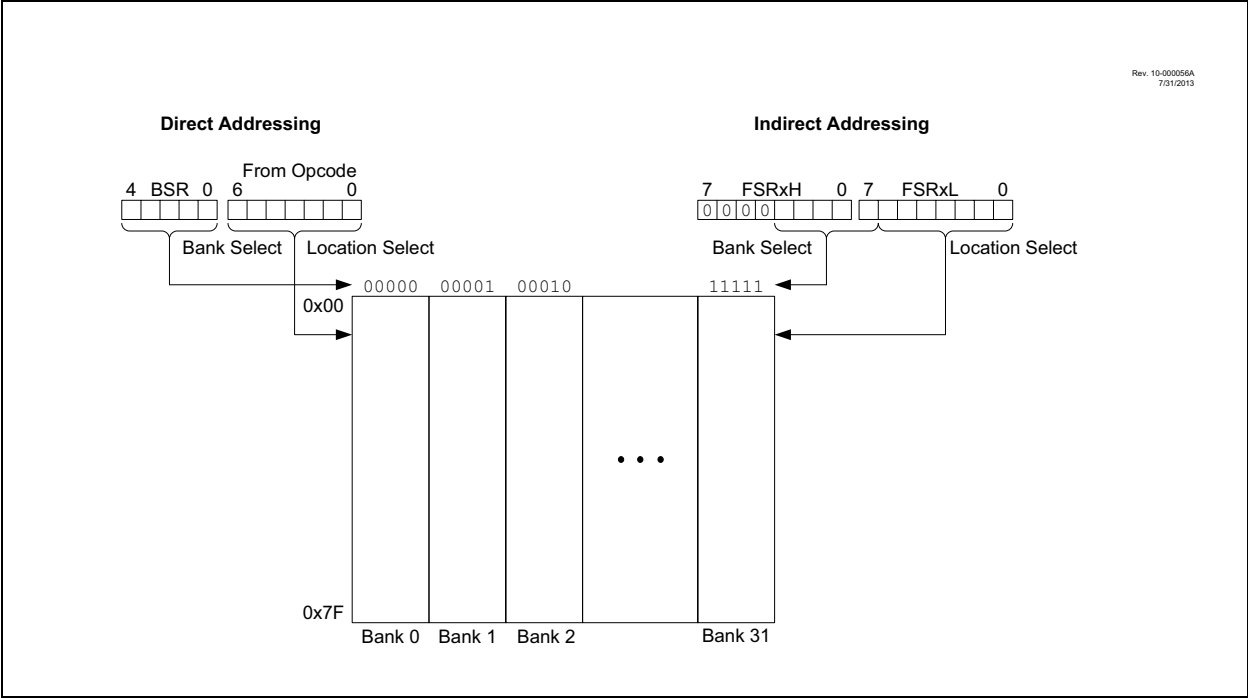 Rev. 10-000056A
7/31/2013
Direct Addressing
Indirect Addressing
From Opcode
4 BSR 0 6 0
7 FSRxH 0 7 FSRxL 0
0 0 0 0
Bank Select Location Select
Bank Select Location Select
00000 00001 00010 11111
0x00
0x7F
Bank 0 Bank 1 Bank 2 Bank 31